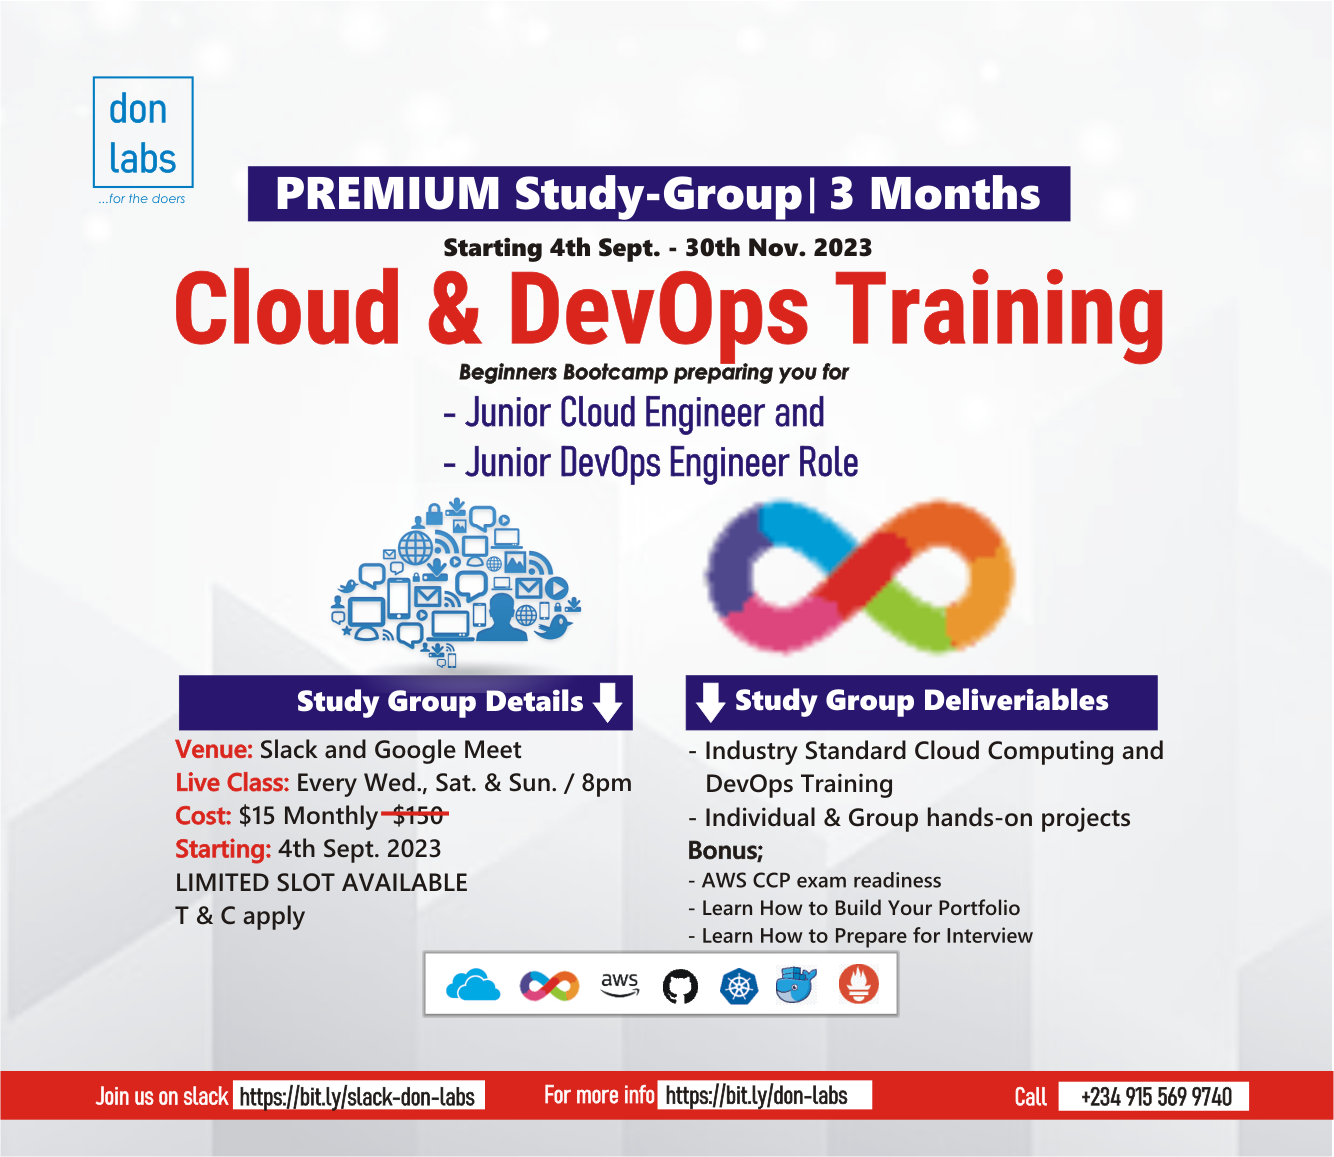 don
labs
...for the doers
PREMIUM Study-Group| 3 Months
Starting 4th Sept. - 30th Nov. 2023
Cloud & DevOps Training
Beginners Bootcamp preparing you for
- Junior Cloud Engineer and
- Junior DevOps Engineer Role
Study Group Details
Venue: Slack and Google Meet
Live Class: Every Wed., Sat. & Sun. / 8pm
Cost: $15 Monthly $150
Starting: 4th Sept. 2023
LIMITED SLOT AVAILABLE
T & C apply
Study Group Deliveriables
- Industry Standard Cloud Computing and
DevOps Training
- Individual & Group hands-on projects
Bonus;
- AWS CCP exam readiness
- Learn How to Build Your Portfolio
- Learn How to Prepare for Interview
aws
Join us on slack https://bit.ly/slack-don-labs
For more info https://bit.ly/don-labs
Call +234 915 569 9740